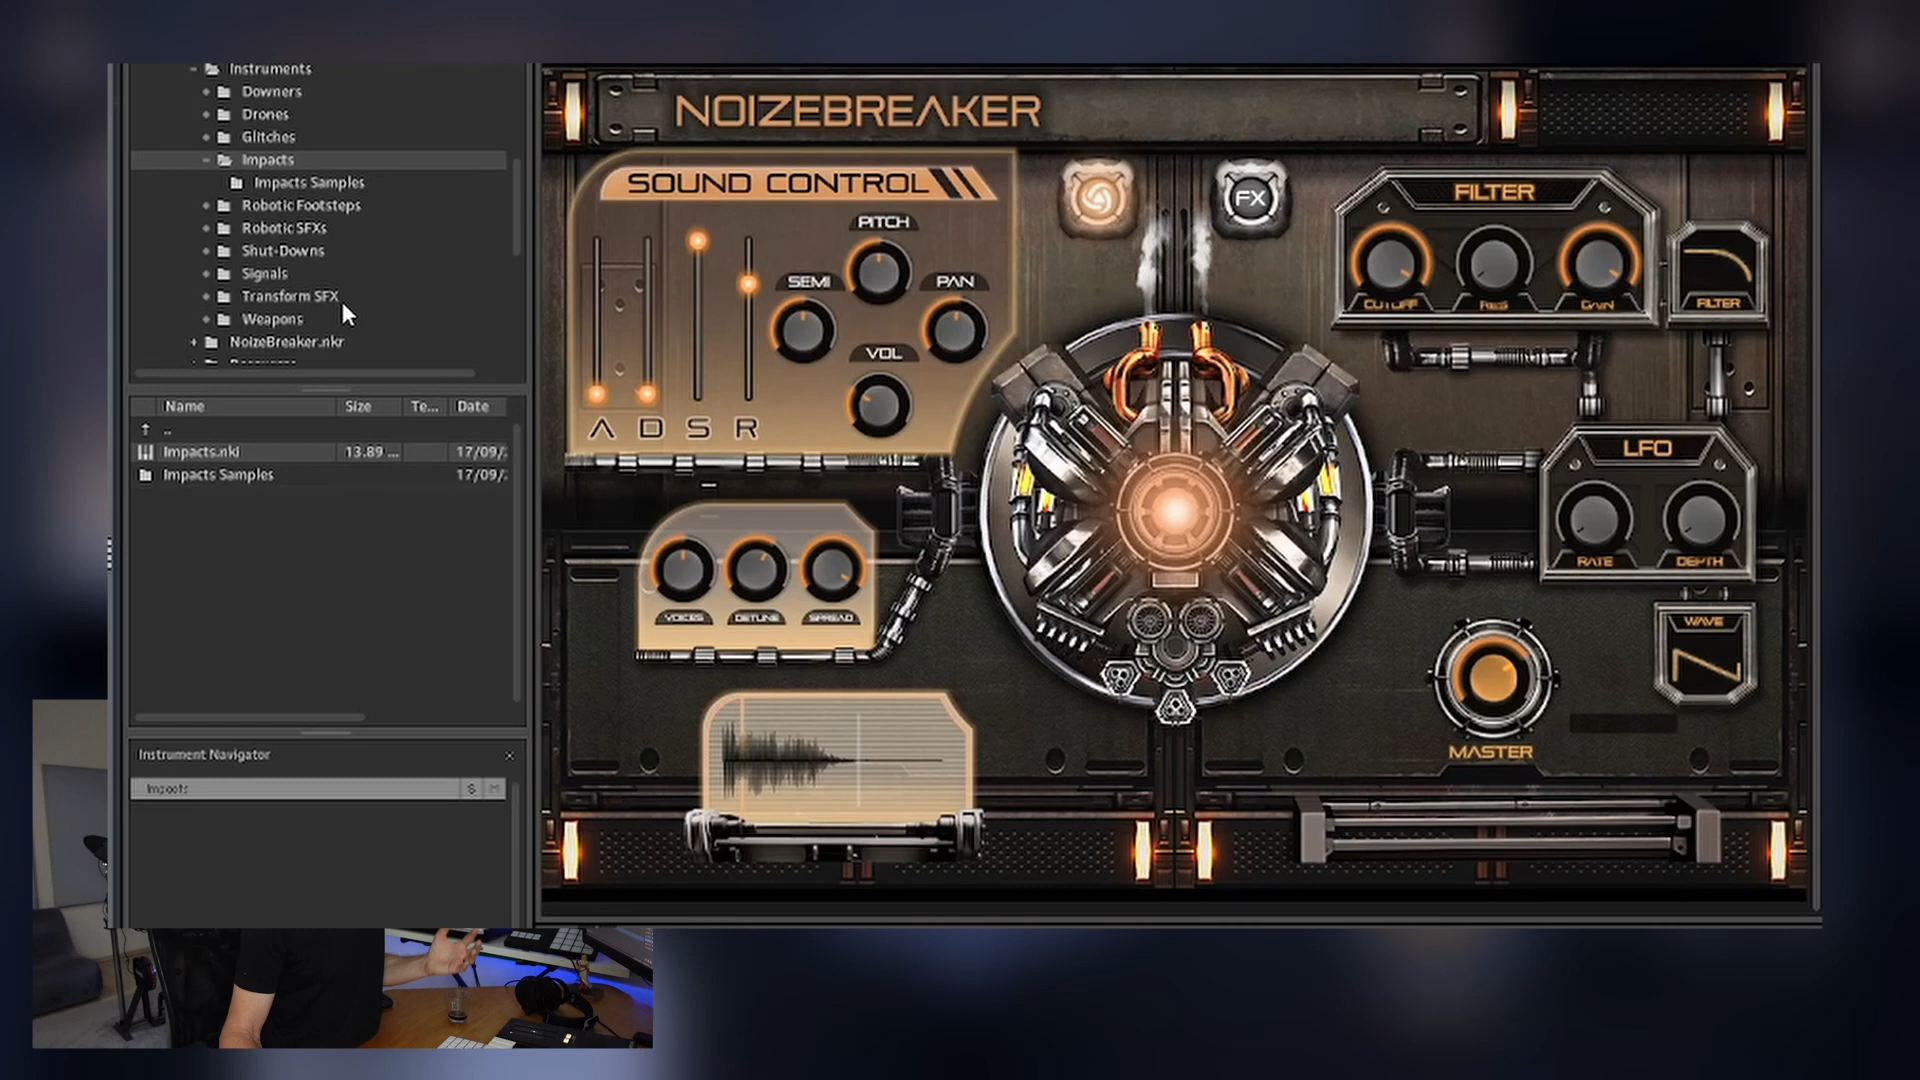 Instruments
Downers
Drones
Glitches
Impacts
Impacts Samples
Robotic Footsteps
Robotic SFXs
Shut-Downs
Signals
Transform SFX
Weapons
NoizeBreaker.nkr
Name Size Te... Date
..
Impacts.nki 13.89 ... 17/09/
Impacts Samples 17/09/
Instrument Navigator
Impacts S M
NOIZEBREAKER
SOUND CONTROL
PITCH
SEMI PAN
VOL
A D S R
FX
FILTER
CUTOFF RES GAIN
FILTER
LFO
RATE DEPTH
VOICES DETUNE SPREAD
WAVE
MASTER